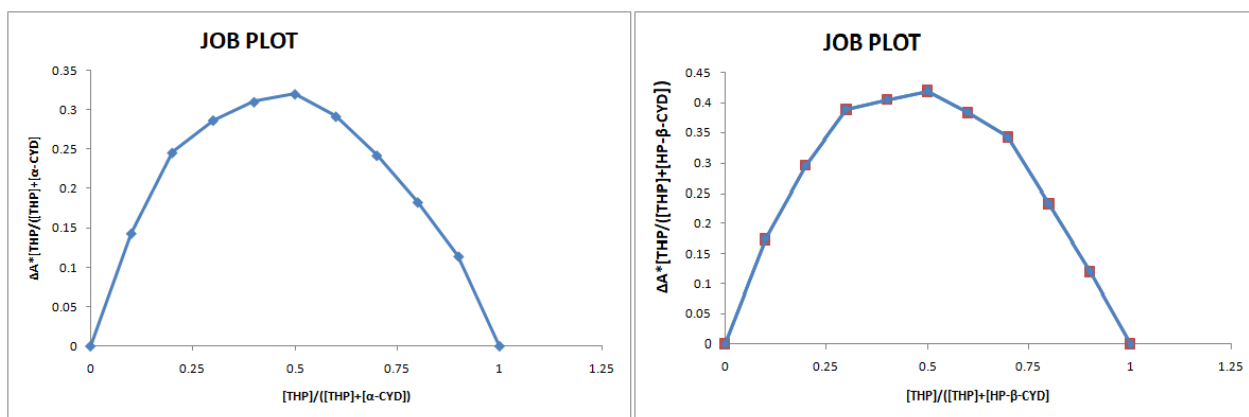 JOB PLOT
ΔA*[THP/([THP]+[α-CYD]
0.35
0.3
0.25
0.2
0.15
0.1
0.05
0
0 0.25 0.5 0.75 1 1.25
[THP]/([THP]+[α-CYD])
JOB PLOT
ΔA*[THP/([THP]+[HP-β-CYD])
0.45
0.4
0.35
0.3
0.25
0.2
0.15
0.1
0.05
0
0 0.25 0.5 0.75 1 1.25
[THP]/([THP]+[HP-β-CYD]